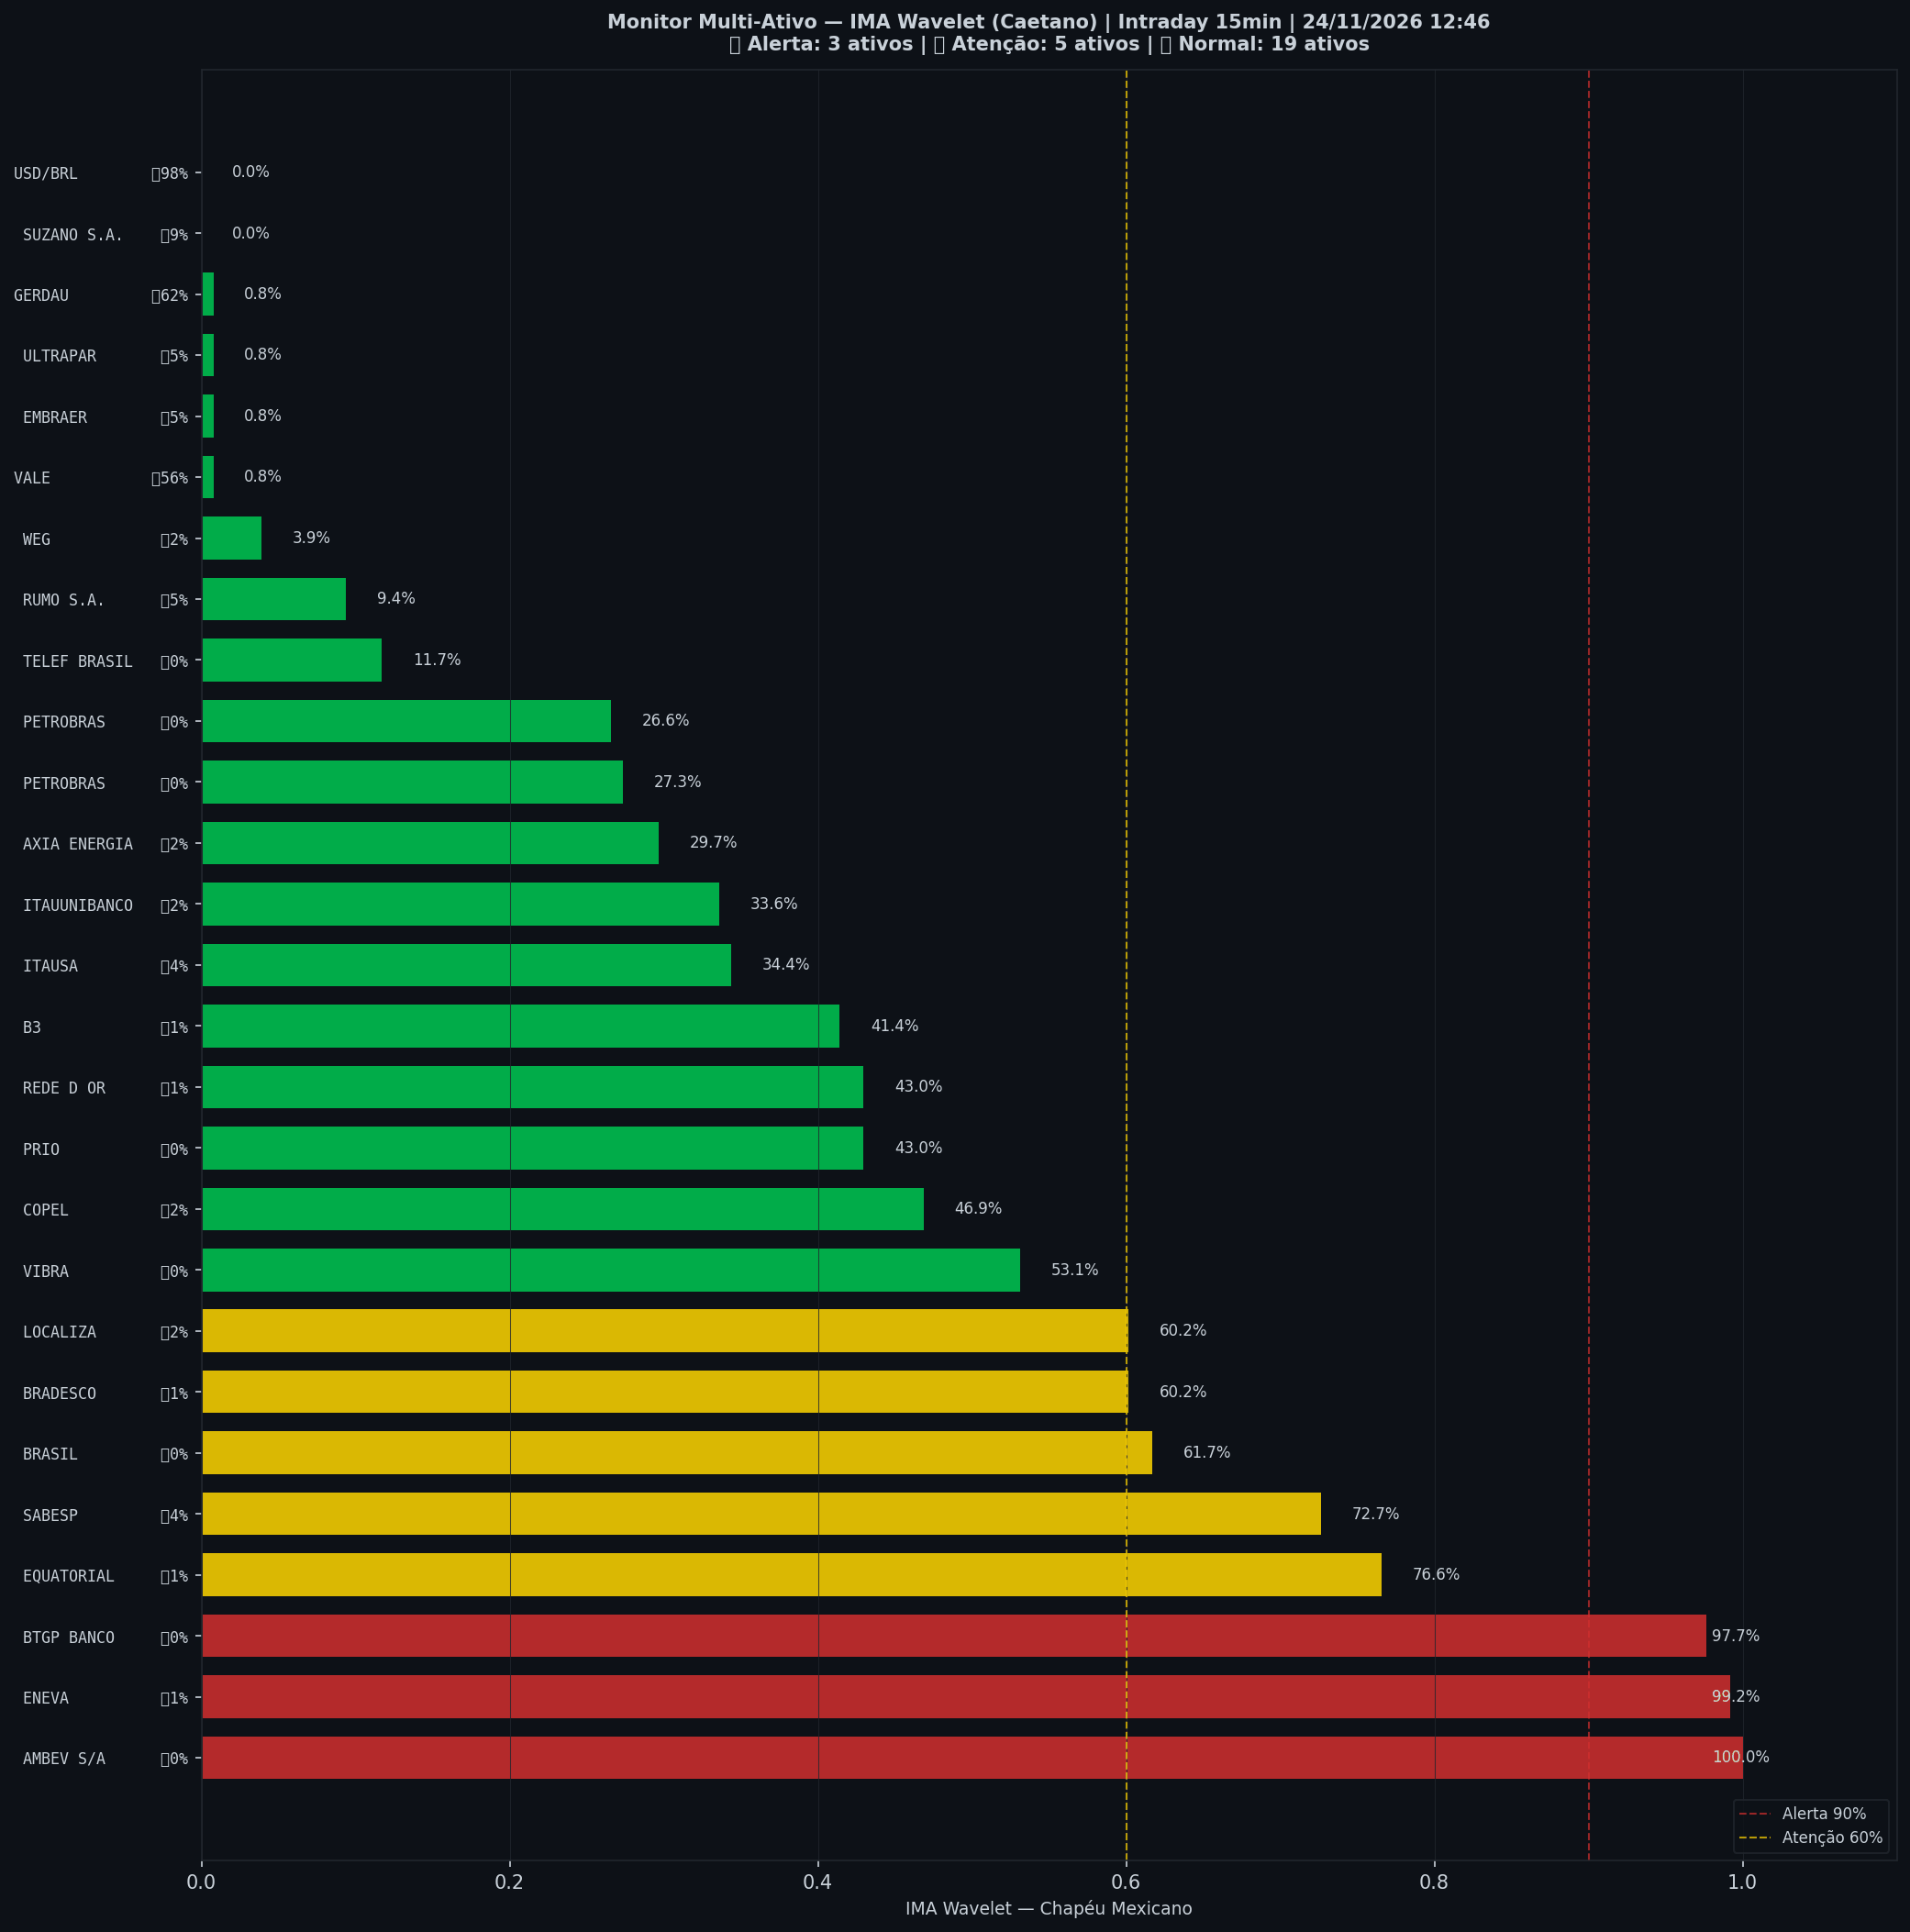 Monitor Multi-Ativo — IMA Wavelet (Caetano) | Intraday 15min | 24/11/2026 12:46
▯ Alerta: 3 ativos | ▯ Atenção: 5 ativos | ▯ Normal: 19 ativos
USD/BRL ▯98% 0.0%
SUZANO S.A. ▯9% 0.0%
GERDAU ▯62% 0.8%
ULTRAPAR ▯5% 0.8%
EMBRAER ▯5% 0.8%
VALE ▯56% 0.8%
WEG ▯2% 3.9%
RUMO S.A. ▯5% 9.4%
TELEF BRASIL ▯0% 11.7%
PETROBRAS ▯0% 26.6%
PETROBRAS ▯0% 27.3%
AXIA ENERGIA ▯2% 29.7%
ITAUUNIBANCO ▯2% 33.6%
ITAUSA ▯4% 34.4%
B3 ▯1% 41.4%
REDE D OR ▯1% 43.0%
PRIO ▯0% 43.0%
COPEL ▯2% 46.9%
VIBRA ▯0% 53.1%
LOCALIZA ▯2% 60.2%
BRADESCO ▯1% 60.2%
BRASIL ▯0% 61.7%
SABESP ▯4% 72.7%
EQUATORIAL ▯1% 76.6%
BTGP BANCO ▯0% 97.7%
ENEVA ▯1% 99.2%
AMBEV S/A ▯0% 100.0%
Alerta 90%
Atenção 60%
0.0 0.2 0.4 0.6 0.8 1.0
IMA Wavelet — Chapéu Mexicano